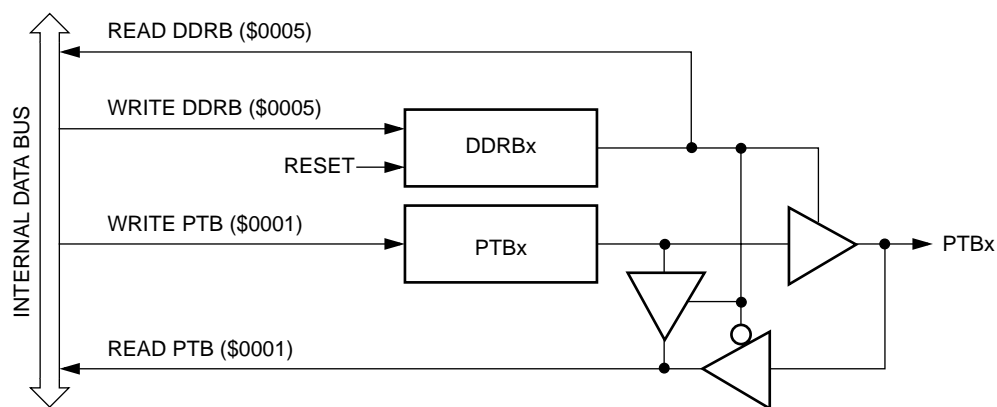 READ DDRB ($0005)
WRITE DDRB ($0005)
DDRBx
RESET
INTERNAL DATA BUS
WRITE PTB ($0001)
PTBx
PTBx
READ PTB ($0001)